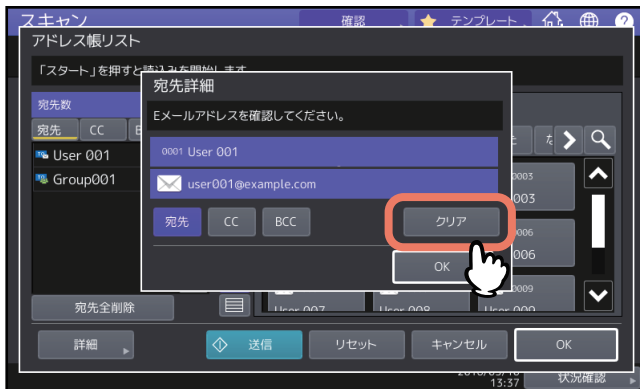 スキャン 確認 テンプレート
アドレス帳リスト
「スタート」を押すと読込みを開始します
宛先詳細
宛先数
Eメールアドレスを確認してください。
宛先 CC
0001 User 001
User 001
Group001
user001@example.com
0003
003
宛先 CC BCC クリア
0006
006
OK
0009
宛先全削除
User 007 User 008 User 009
詳細 送信 リセット キャンセル OK
13:37 状況確認